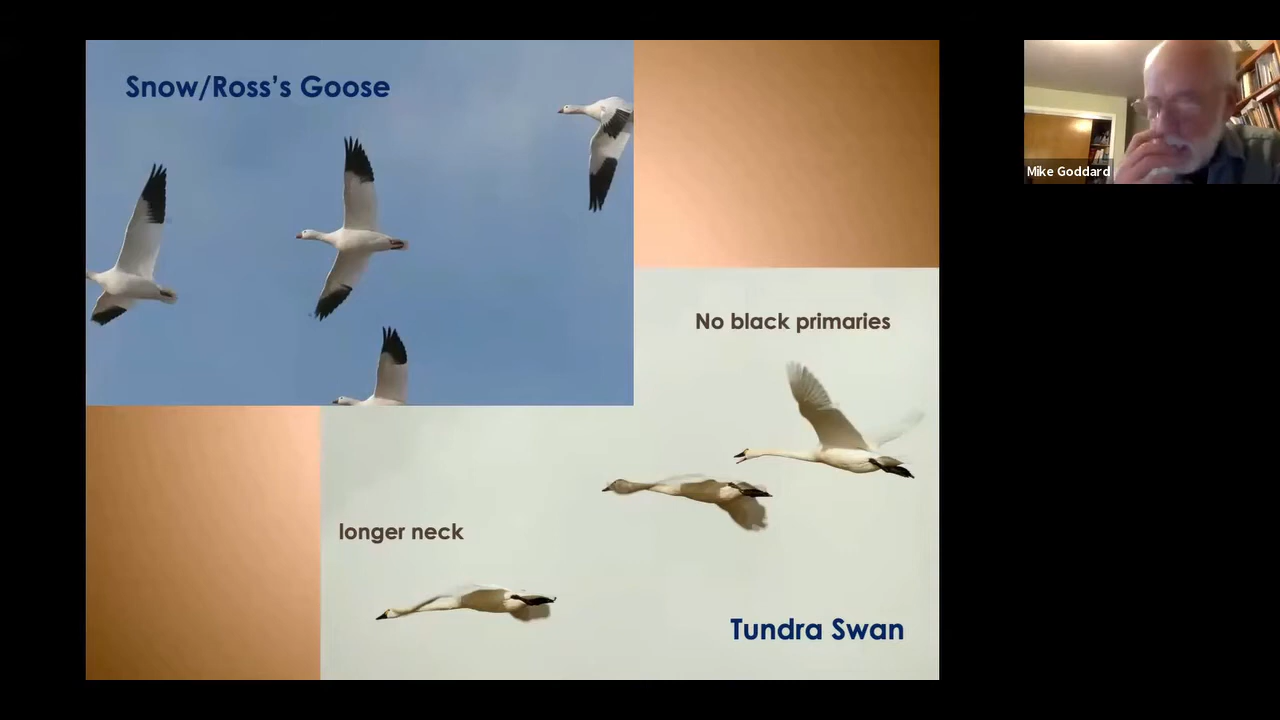 Snow/Ross's Goose
Mike Goddard
No black primaries
longer neck
Tundra Swan